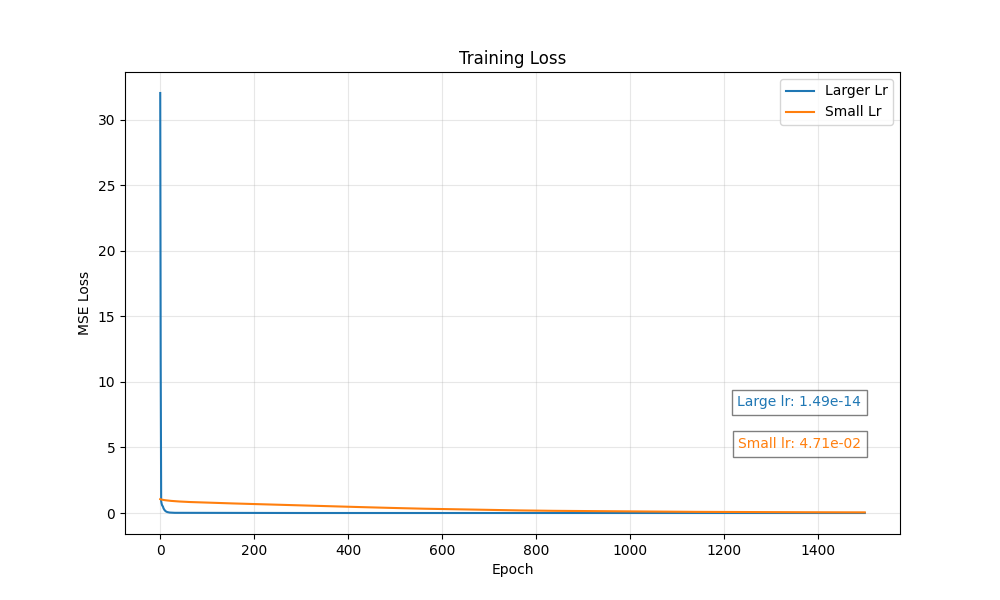 Training Loss
Larger Lr
Small Lr
MSE Loss
30
25
20
15
10
5
0
Large lr: 1.49e-14
Small lr: 4.71e-02
0 200 400 600 800 1000 1200 1400
Epoch